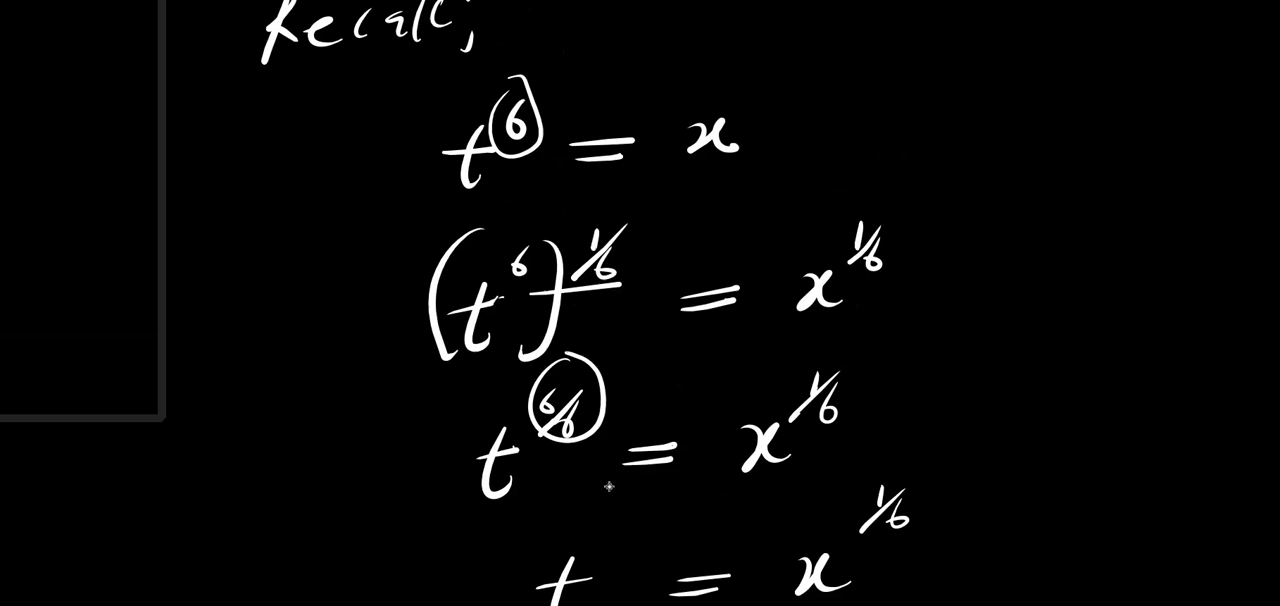 Recall,
t^6 = x
(t^6)^1/6 = x^1/6
t^6/6 = x^1/6
t = x^1/6